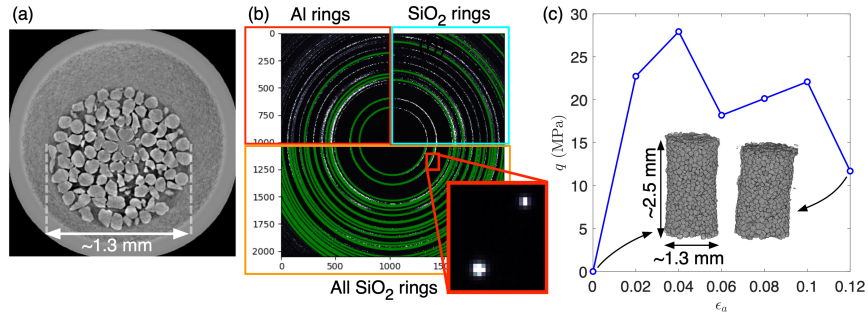 (a)
~1.3 mm
(b)
Al rings
SiO2 rings
0
250
500
750
1000
1250
1500
1750
2000
0
500
1000
1
All SiO2 rings
(c)
q (MPa)
30
25
20
15
10
5
0
~2.5 mm
~1.3 mm
0
0.02
0.04
0.06
0.08
0.1
0.12
ϵa